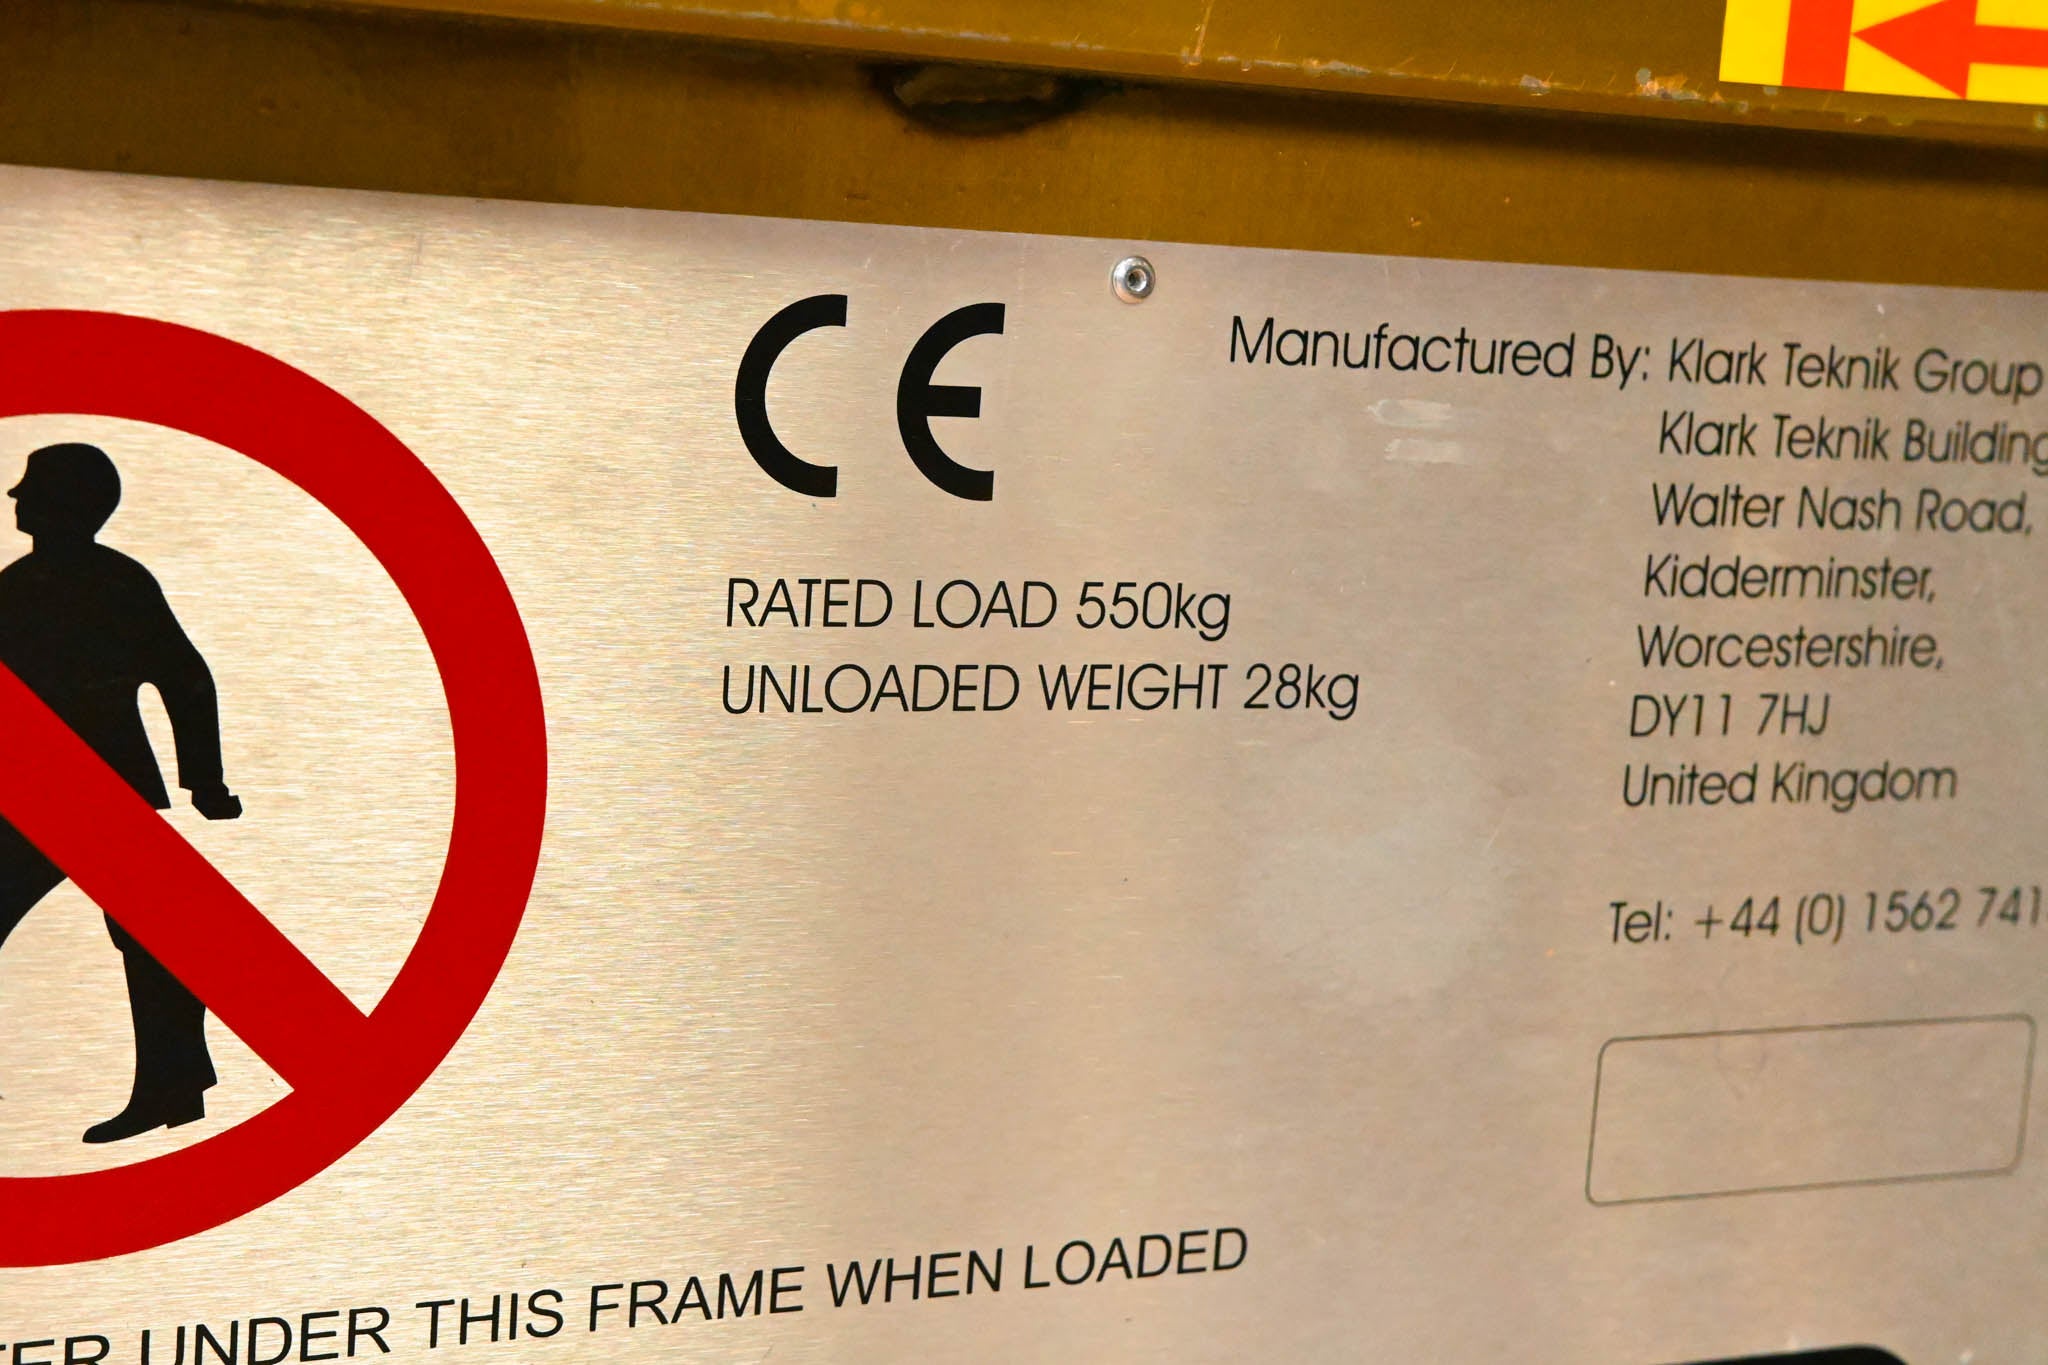 CE
Manufactured By: Klark Teknik Group
Klark Teknik Building
Walter Nash Road,
Kidderminster,
Worcestershire,
DY11 7HJ
United Kingdom
Tel: +44 (0) 1562 741
RATED LOAD 550kg
UNLOADED WEIGHT 28kg
UNDER THIS FRAME WHEN LOADED